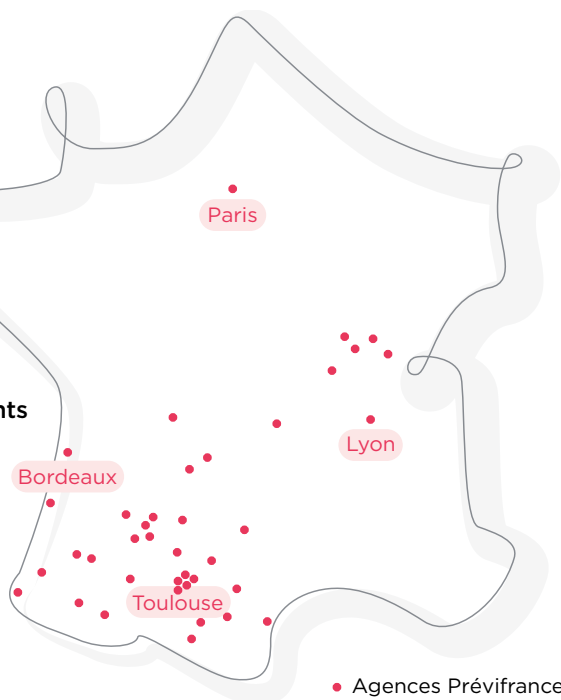 Paris
nts
Lyon
Bordeaux
Toulouse
Agences Prévifrance